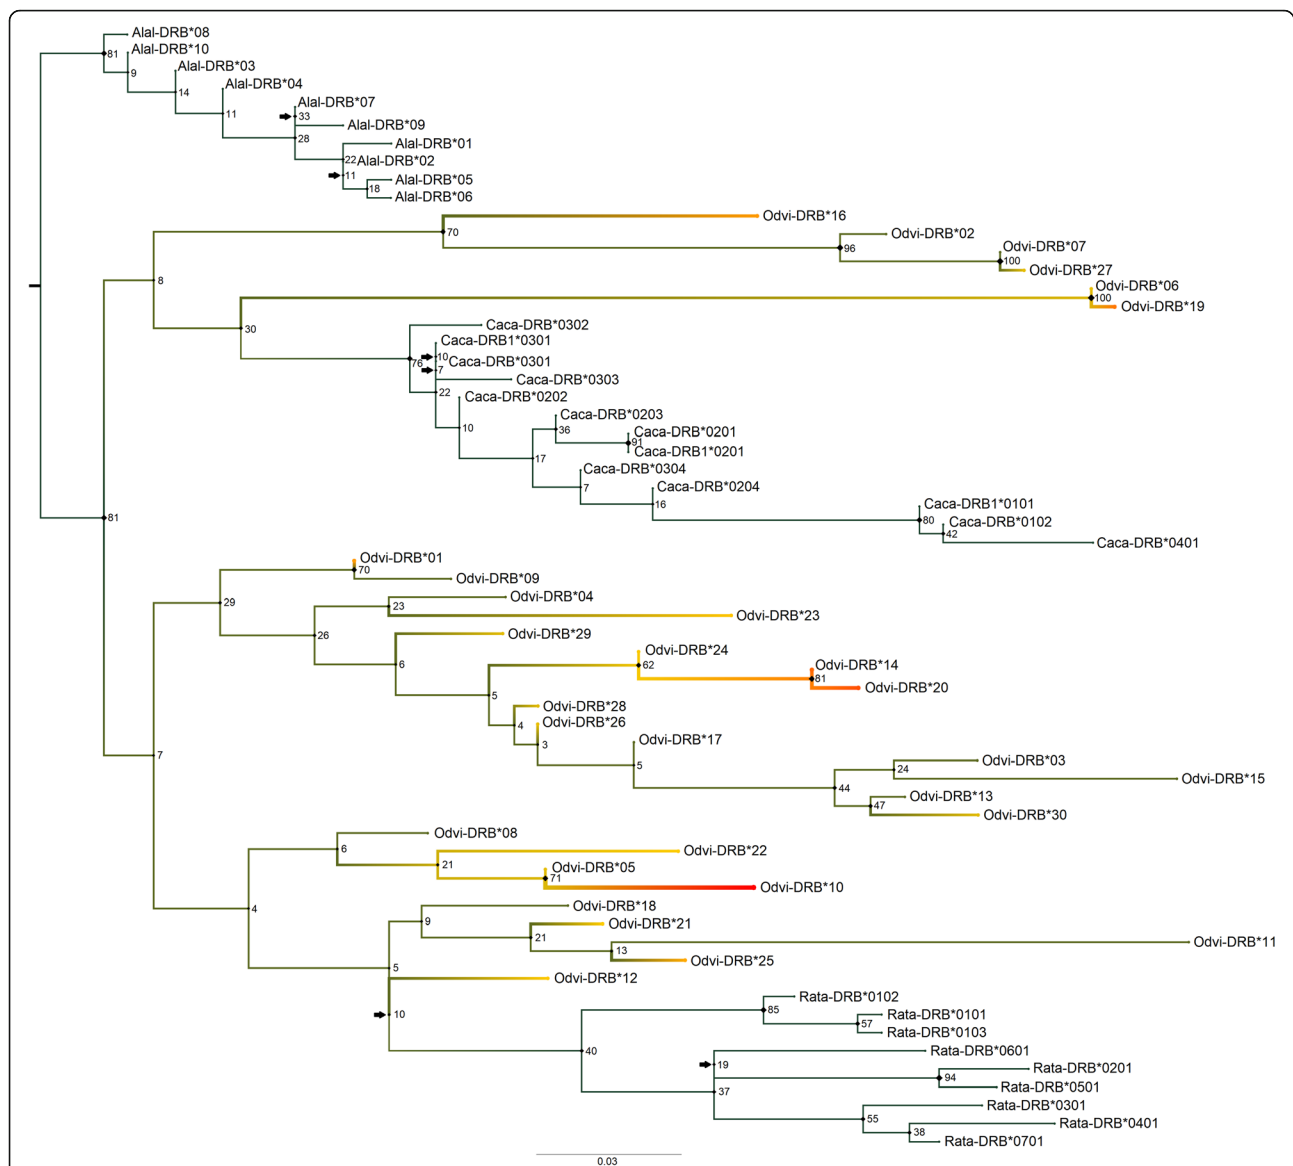 Alal-DRB*08
81
Alal-DRB*10
9
Alal-DRB*03
14
Alal-DRB*04
11
Alal-DRB*07
33
Alal-DRB*09
28
Alal-DRB*01
22
Alal-DRB*02
11
Alal-DRB*05
18
Alal-DRB*06
Odvi-DRB*16
70
Odvi-DRB*02
96
Odvi-DRB*07
100
Odvi-DRB*27
8
Odvi-DRB*06
100
Odvi-DRB*19
30
Caca-DRB*0302
Caca-DRB1*0301
10
76
Caca-DRB*0301
7
Caca-DRB*0303
22
Caca-DRB*0202
10
Caca-DRB*0203
36
Caca-DRB*0201
91
Caca-DRB1*0201
17
Caca-DRB*0304
7
Caca-DRB*0204
16
Caca-DRB1*0101
80
Caca-DRB*0102
42
Caca-DRB*0401
81
Odvi-DRB*01
70
Odvi-DRB*09
29
Odvi-DRB*04
23
Odvi-DRB*23
26
Odvi-DRB*29
6
Odvi-DRB*24
62
Odvi-DRB*14
81
Odvi-DRB*20
5
Odvi-DRB*28
4
Odvi-DRB*26
3
Odvi-DRB*17
5
7
Odvi-DRB*03
24
Odvi-DRB*15
44
Odvi-DRB*13
47
Odvi-DRB*30
Odvi-DRB*08
6
Odvi-DRB*22
21
Odvi-DRB*05
71
Odvi-DRB*10
4
Odvi-DRB*18
9
Odvi-DRB*21
21
Odvi-DRB*11
13
Odvi-DRB*25
5
Odvi-DRB*12
10
Rata-DRB*0102
85
Rata-DRB*0101
57
Rata-DRB*0103
40
Rata-DRB*0601
19
Rata-DRB*0201
94
Rata-DRB*0501
37
Rata-DRB*0301
55
Rata-DRB*0401
38
Rata-DRB*0701
0.03